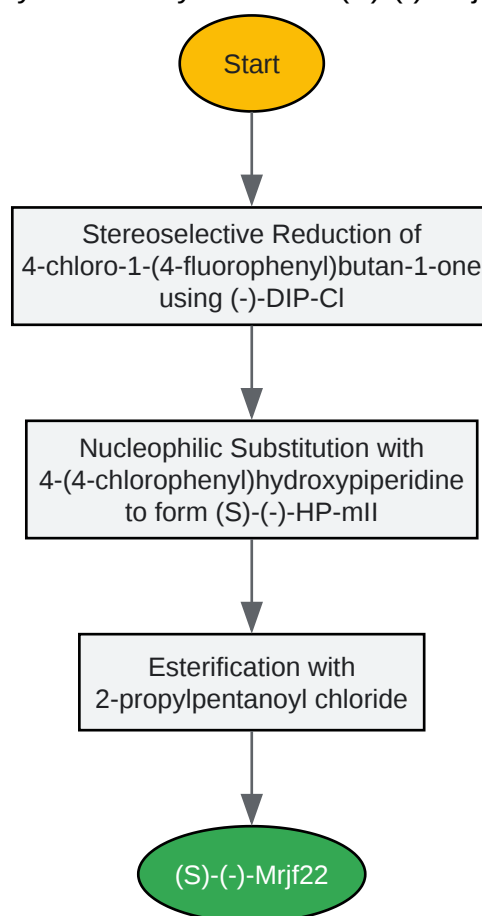 Start
Stereoselective Reduction of
4-chloro-1-(4-fluorophenyl)butan-1-one
using (-)-DIP-Cl
Nucleophilic Substitution with
4-(4-chlorophenyl)hydroxypiperidine
to form (S)-(-)-HP-mII
Esterification with
2-propylpentanoyl chloride
(S)-(-)-Mrjf22